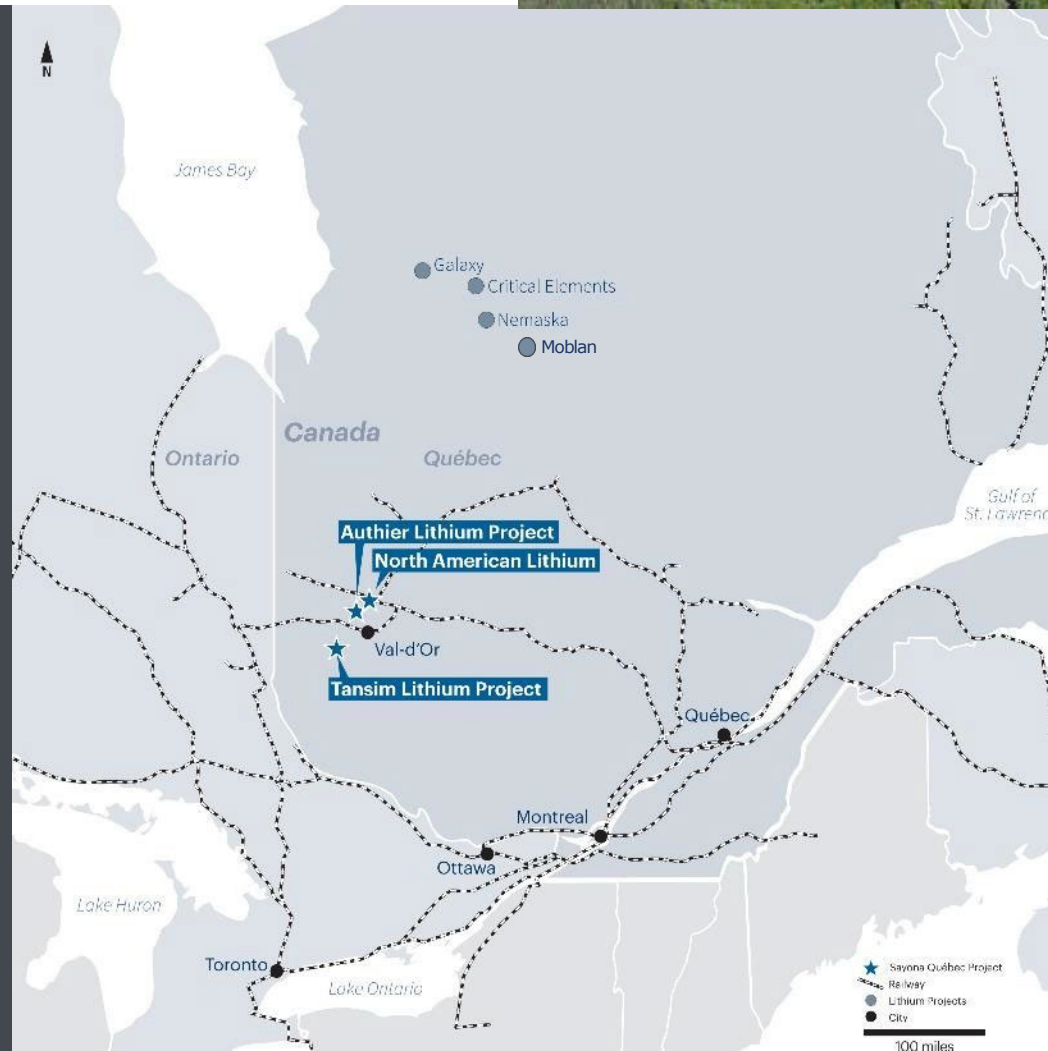 N
James Bay
Galaxy
Critical Elements
Nemaska
Moblan
Canada
Ontario
Québec
Gulf of
St. Lawrenc
Authier Lithium Project
North American Lithium
Val-d'Or
Tansim Lithium Project
Québec
Montreal
Ottawa
Lake Huron
Toronto
Lake Ontario
Sayona Québec Project
Railway
Lithium Projects
City
100 miles